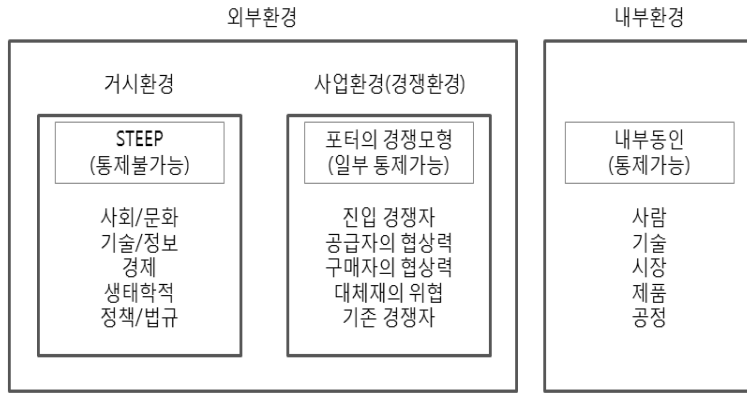 외부환경
내부환경
거시환경
사업환경(경쟁환경)
STEEP
(통제불가능)
사회/문화
기술/정보
경제
생태학적
정책/법규
포터의 경쟁모형
(일부 통제가능)
진입 경쟁자
공급자의 협상력
구매자의 협상력
대체재의 위협
기존 경쟁자
내부동인
(통제가능)
사람
기술
시장
제품
공정